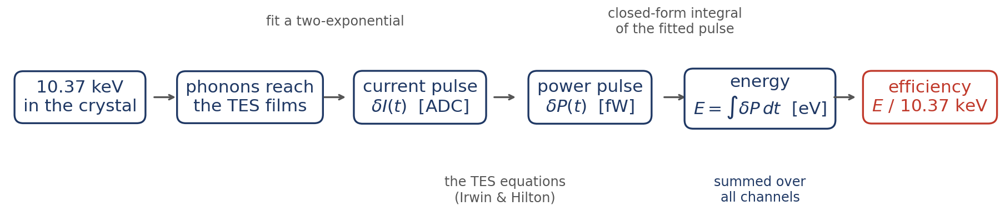 fit a two-exponential
closed-form integral
of the fitted pulse
10.37 keV
in the crystal
phonons reach
the TES films
current pulse
δI(t) [ADC]
power pulse
δP(t) [fW]
energy
E = ∫ δP dt [eV]
efficiency
E / 10.37 keV
the TES equations
(Irwin & Hilton)
summed over
all channels